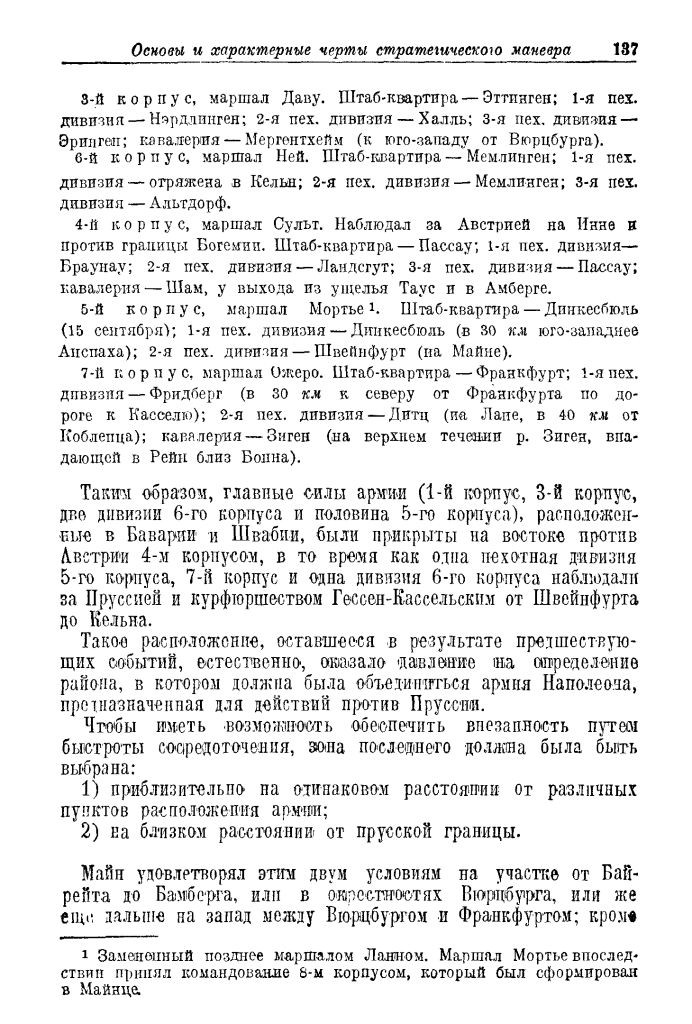 Основы и характерные черты стратегического маневра 137
3-й корпус, маршал Даву. Штаб-квартира — Эттинген; 1-я пех.
дивизия — Нэрдлинген; 2-я пех. дивизия — Халль; 3-я пех. дивизия —
Эринген; кавалерия — Мергентхейм (к юго-западу от Вюрцбурга).
6-й корпус, маршал Ней. Штаб-квартира — Мемлинген; 1-я пех.
дивизия — отряжена в Кельн; 2-я пех. дивизия — Мемлинген; 3-я пех.
дивизия — Альтдорф.
4-й корпус, маршал Сульт. Наблюдал за Австрией на Инне и
против границы Богемии. Штаб-квартира — Пассау; 1-я пех. дивизия—
Браунау; 2-я пех. дивизия — Ландсгут; 3-я пех. дивизия — Пассау;
кавалерия — Шам, у выхода из ущелья Таус и в Амберге.
5-й корпус, маршал Мортье ¹. Штаб-квартира — Динкесбюль
(15 сентября); 1-я пех. дивизия — Динкесбюль (в 30 км юго-западнее
Анспаха); 2-я пех. дивизия — Швейнфурт (на Майне).
7-й корпус, маршал Ожеро. Штаб-квартира — Франкфурт; 1-я пех.
дивизия — Фридберг (в 30 км к северу от Франкфурта по до-
роге к Касселю); 2-я пех. дивизия — Дитц (на Лане, в 40 км от
Кобленца); кавалерия — Зиген (на верхнем течении р. Зиген, впа-
дающей в Рейн близ Бонна).
Таким образом, главные силы армии (1-й корпус, 3-й корпус,
две дивизии 6-го корпуса и половина 5-го корпуса), расположен-
ные в Баварии и Швабии, были прикрыты на востоке против
Австрии 4-м корпусом, в то время как одна пехотная дивизия
5-го корпуса, 7-й корпус и одна дивизия 6-го корпуса наблюдали
за Пруссией и курфюршеством Гессен-Кассельским от Швейнфурта
до Кельна.
Такое расположение, оставшееся в результате предшествую-
щих событий, естественно, оказало давление на определение
района, в котором должна была объединиться армия Наполеона,
предназначенная для действий против Пруссии.
Чтобы иметь возможность обеспечить внезапность путем
быстроты сосредоточения, зона последнего должна была быть
выбрана:
1) приблизительно на одинаковом расстоянии от различных
пунктов расположения армии;
2) на близком расстоянии от прусской границы.
Майн удовлетворял этим двум условиям на участке от Бай-
рейта до Бамберга, или в окрестностях Вюрцбурга, или же
еще дальше на запад между Вюрцбургом и Франкфуртом; кроме
¹ Замененный позднее маршалом Ланном. Маршал Мортье впослед-
ствии принял командование 8-м корпусом, который был сформирован
в Майнце.